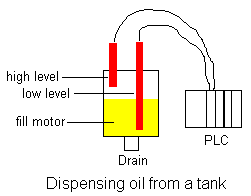 high level
low level
fill motor
PLC
Drain
Dispensing oil from a tank